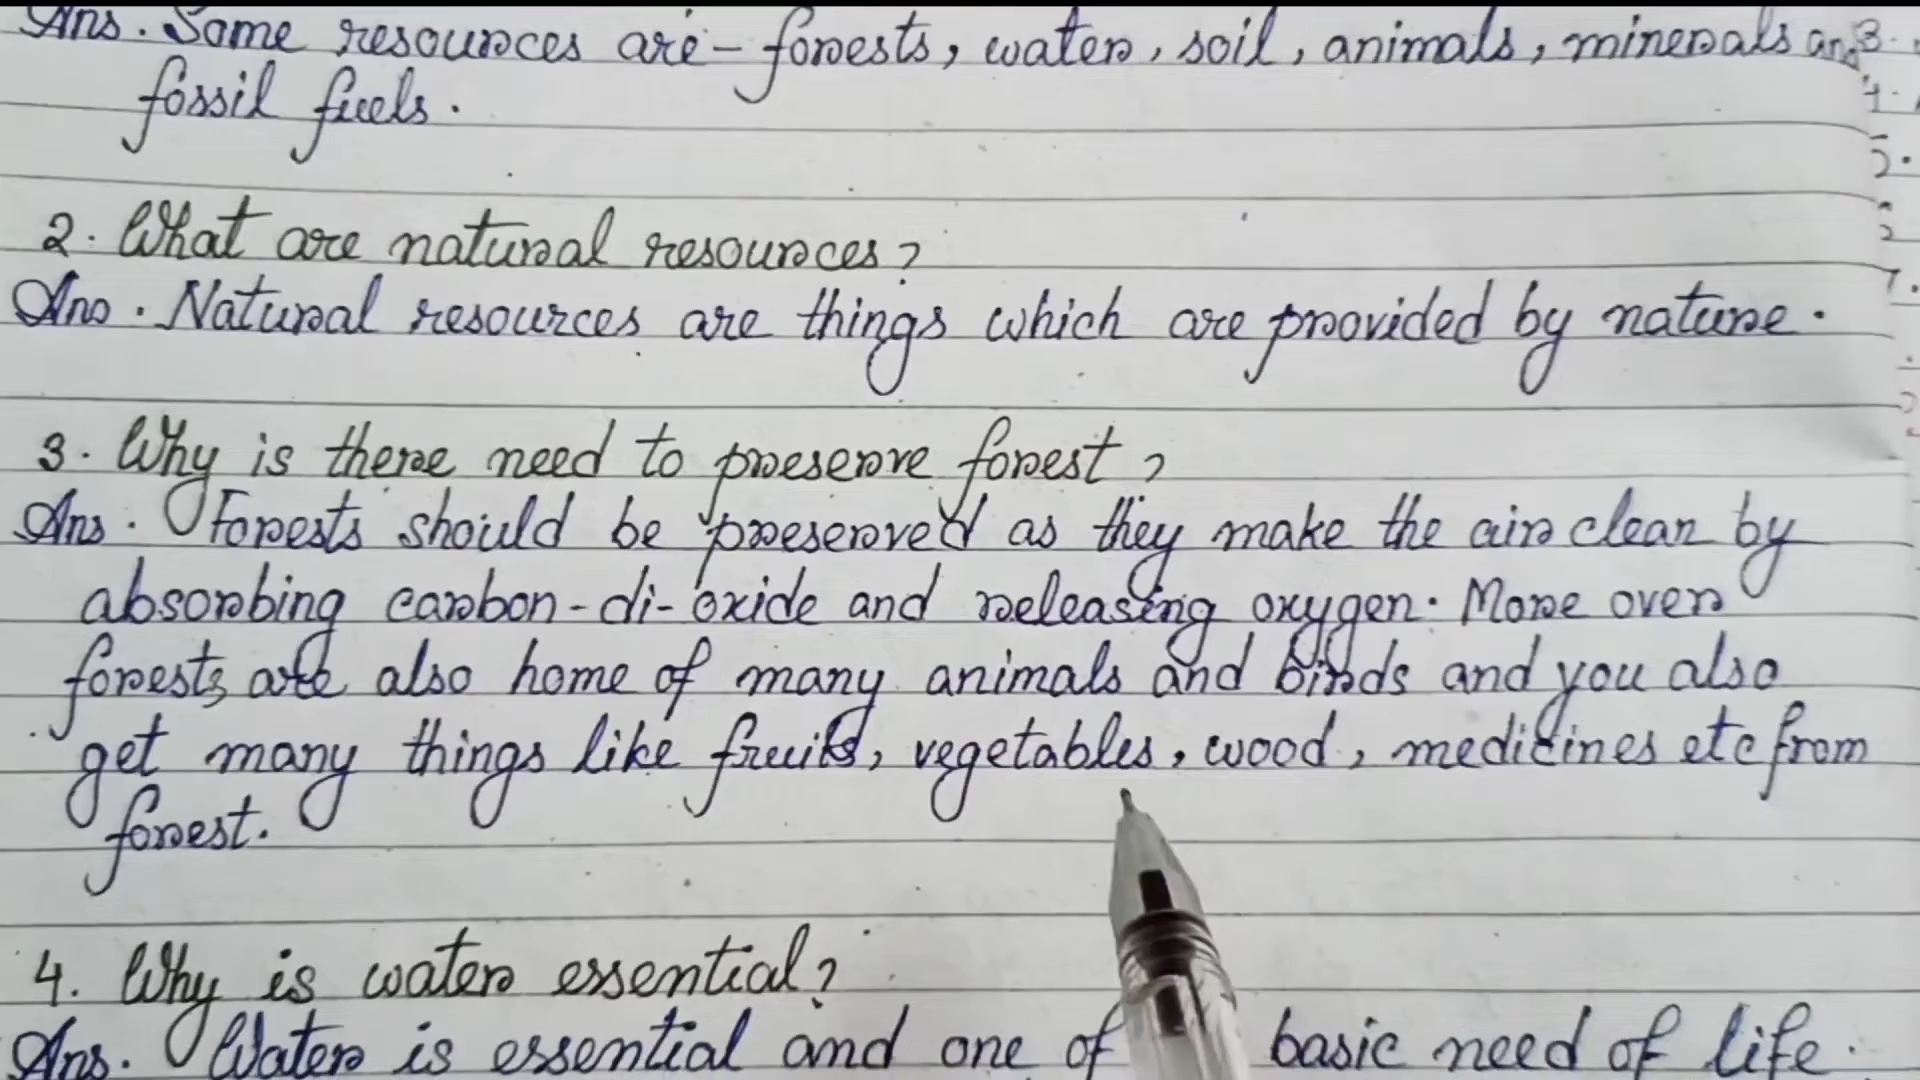 Ans. Some resources are - forests, water, soil, animals, minerals and
fossil fuels.
2. What are natural resources?
Ans. Natural resources are things which are provided by nature.
3. Why is there need to preserve forest?
Ans. Forests should be preserved as they make the air clean by
absorbing carbon-di-oxide and releasing oxygen. More over
forests are also home of many animals and birds and you also
get many things like fruits, vegetables, wood, medicines etc from
forest.
4. Why is water essential?
Ans. Water is essential and one of basic need of life.
3.
4.
5.
7.